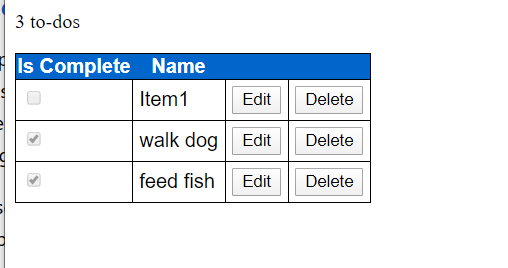 3 to-dos
Is Complete Name
Item1 Edit Delete
walk dog Edit Delete
feed fish Edit Delete